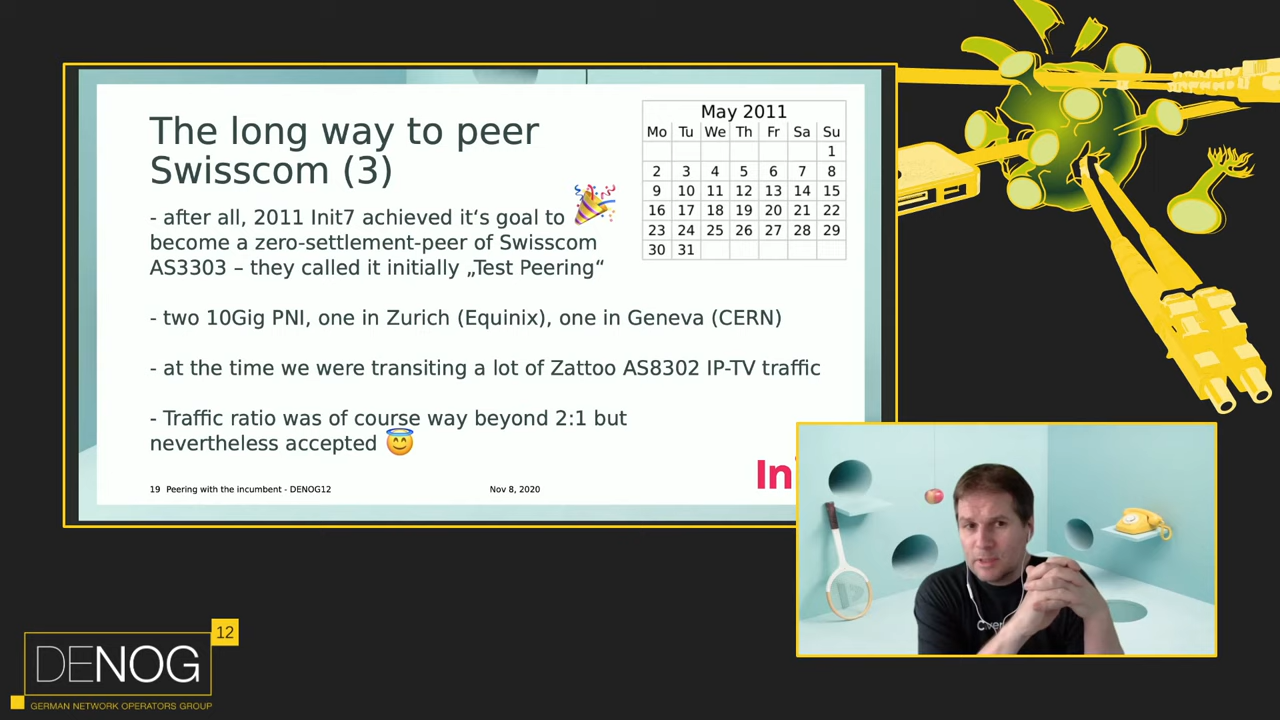 The long way to peer
Swisscom (3)
May 2011
Mo Tu We Th Fr Sa Su
1
2 3 4 5 6 7 8
9 10 11 12 13 14 15
16 17 18 19 20 21 22
23 24 25 26 27 28 29
30 31
- after all, 2011 Init7 achieved it‘s goal to
become a zero-settlement-peer of Swisscom
AS3303 – they called it initially „Test Peering“
- two 10Gig PNI, one in Zurich (Equinix), one in Geneva (CERN)
- at the time we were transiting a lot of Zattoo AS8302 IP-TV traffic
- Traffic ratio was of course way beyond 2:1 but
nevertheless accepted
19 Peering with the incumbent - DENOG12
Nov 8, 2020
In
12
DENOG
GERMAN NETWORK OPERATORS GROUP